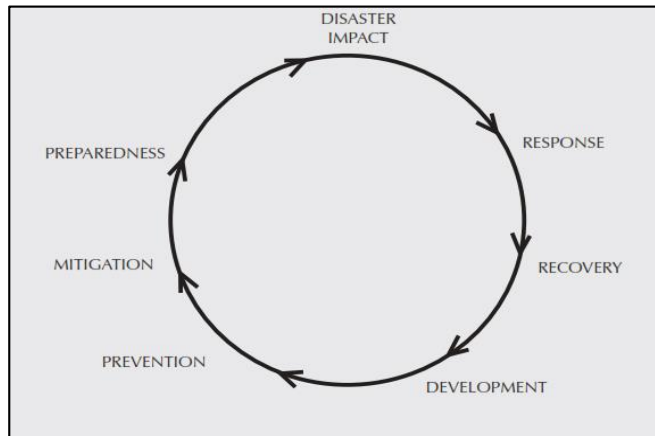 DISASTER
IMPACT
RESPONSE
RECOVERY
DEVELOPMENT
PREVENTION
MITIGATION
PREPAREDNESS